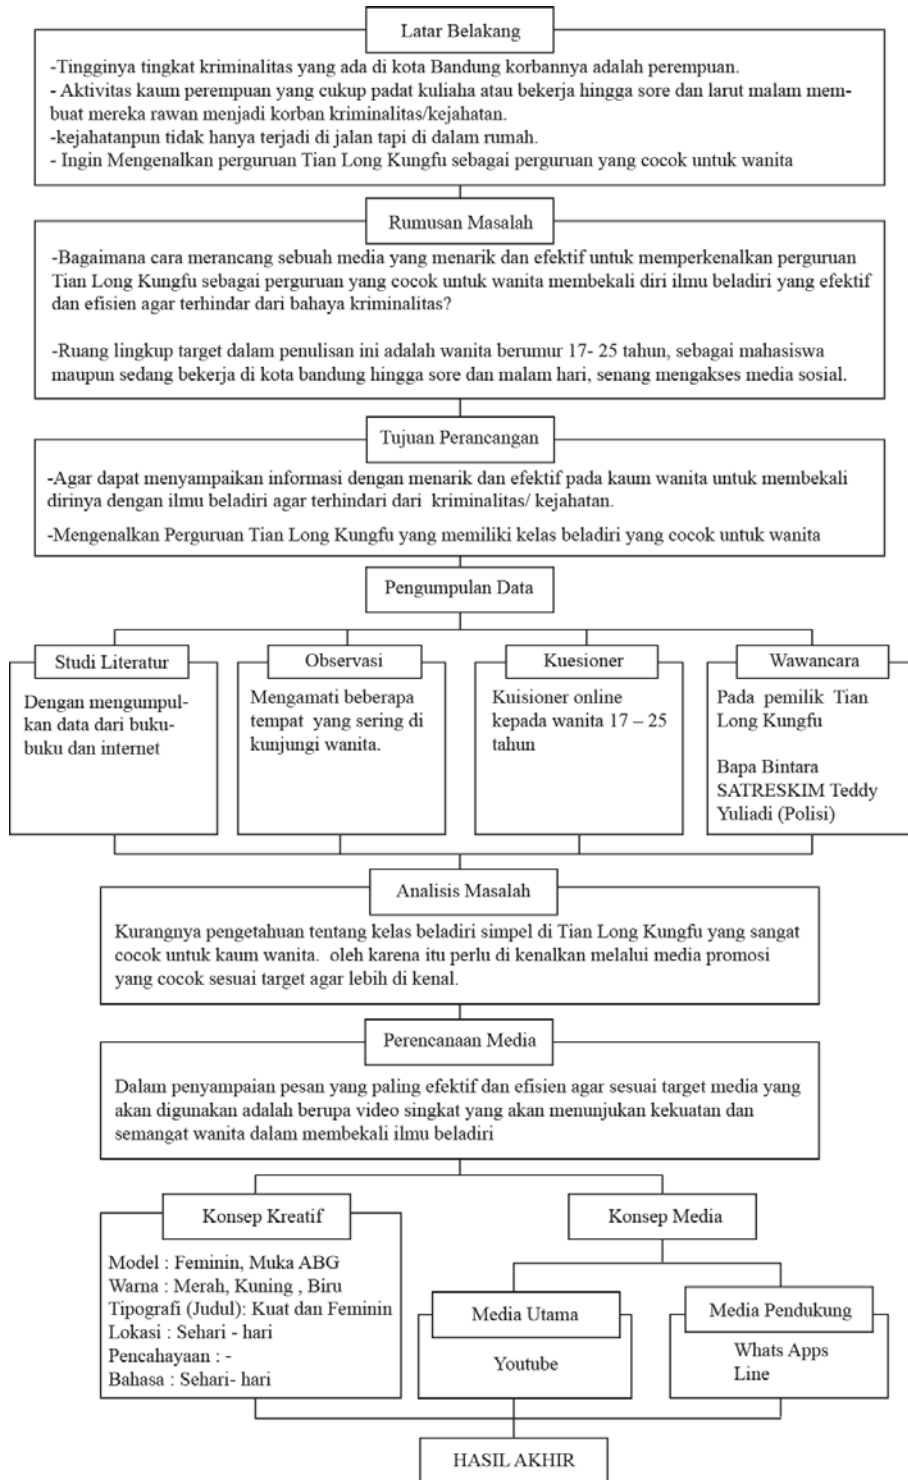 Latar Belakang
-Tingginya tingkat kriminalitas yang ada di kota Bandung korbannya adalah perempuan.
- Aktivitas kaum perempuan yang cukup padat kuliaha atau bekerja hingga sore dan larut malam mem-
buat mereka rawan menjadi korban kriminalitas/kejahatan.
-kejahatanpun tidak hanya terjadi di jalan tapi di dalam rumah.
- Ingin Mengenalkan perguruan Tian Long Kungfu sebagai perguruan yang cocok untuk wanita
Rumusan Masalah
-Bagaimana cara merancang sebuah media yang menarik dan efektif untuk memperkenalkan perguruan
Tian Long Kungfu sebagai perguruan yang cocok untuk wanita membekali diri ilmu beladiri yang efektif
dan efisien agar terhindar dari bahaya kriminalitas?
-Ruang lingkup target dalam penulisan ini adalah wanita berumur 17- 25 tahun, sebagai mahasiswa
maupun sedang bekerja di kota bandung hingga sore dan malam hari, senang mengakses media sosial.
Tujuan Perancangan
-Agar dapat menyampaikan informasi dengan menarik dan efektif pada kaum wanita untuk membekali
dirinya dengan ilmu beladiri agar terhindari dari kriminalitas/ kejahatan.
-Mengenalkan Perguruan Tian Long Kungfu yang memiliki kelas beladiri yang cocok untuk wanita
Pengumpulan Data
Studi Literatur
Dengan mengumpul-
kan data dari buku-
buku dan internet
Observasi
Mengamati beberapa
tempat yang sering di
kunjungi wanita.
Kuesioner
Kuisioner online
kepada wanita 17 – 25
tahun
Wawancara
Pada pemilik Tian
Long Kungfu
Bapa Bintara
SATRESKIM Teddy
Yuliadi (Polisi)
Analisis Masalah
Kurangnya pengetahuan tentang kelas beladiri simpel di Tian Long Kungfu yang sangat
cocok untuk kaum wanita. oleh karena itu perlu di kenalkan melalui media promosi
yang cocok sesuai target agar lebih di kenal.
Perencanaan Media
Dalam penyampaian pesan yang paling efektif dan efisien agar sesuai target media yang
akan digunakan adalah berupa video singkat yang akan menunjukan kekuatan dan
semangat wanita dalam membekali ilmu beladiri
Konsep Kreatif
Model : Feminin, Muka ABG
Warna : Merah, Kuning , Biru
Tipografi (Judul): Kuat dan Feminin
Lokasi : Sehari - hari
Pencahayaan : -
Bahasa : Sehari- hari
Konsep Media
Media Utama
Youtube
Media Pendukung
Whats Apps
Line
HASIL AKHIR